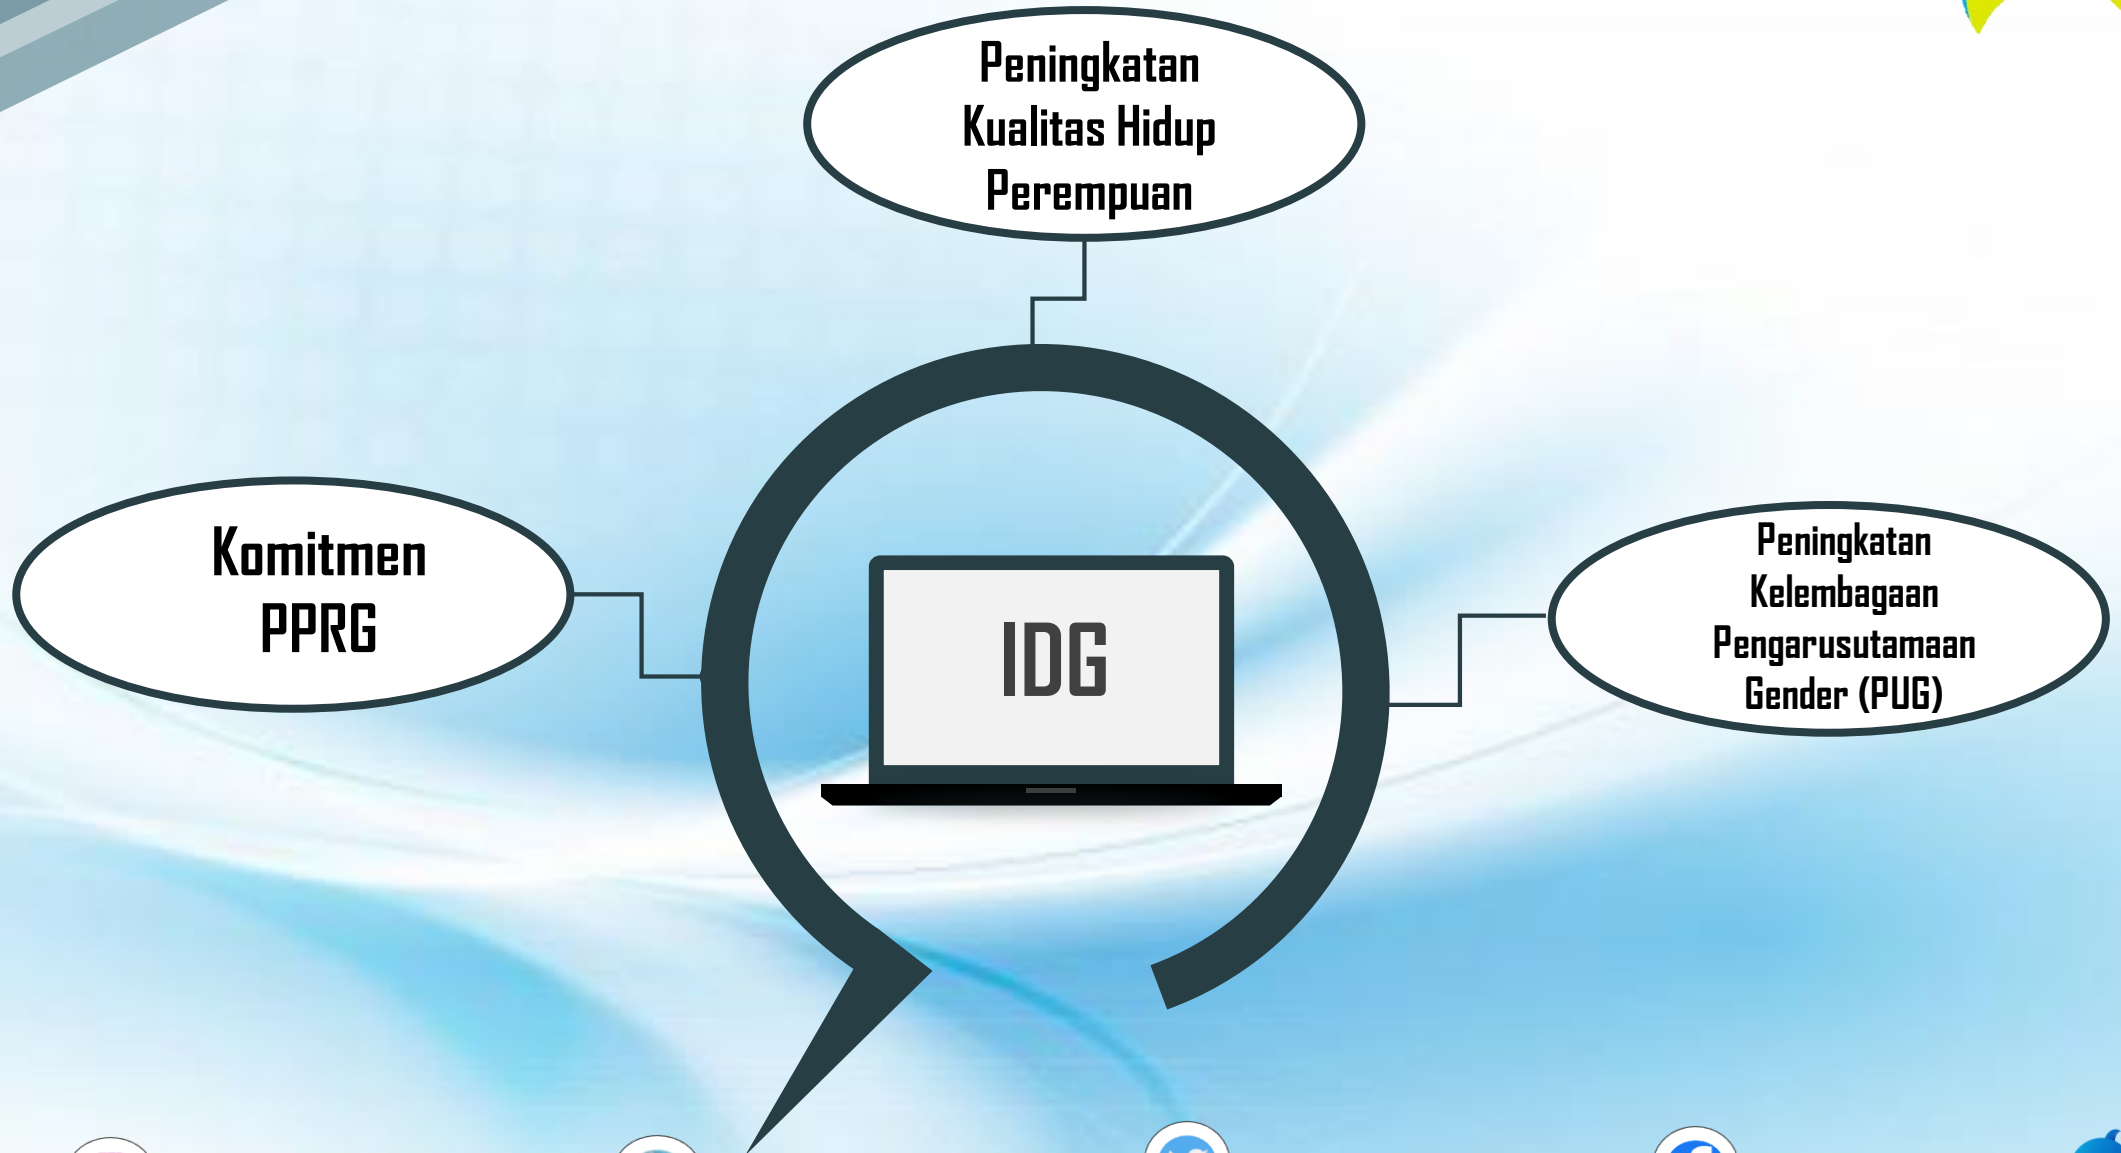 Peningkatan
Kualitas Hidup
Perempuan
Komitmen
PPRG
IDG
Peningkatan
Kelembagaan
Pengarusutamaan
Gender (PUG)